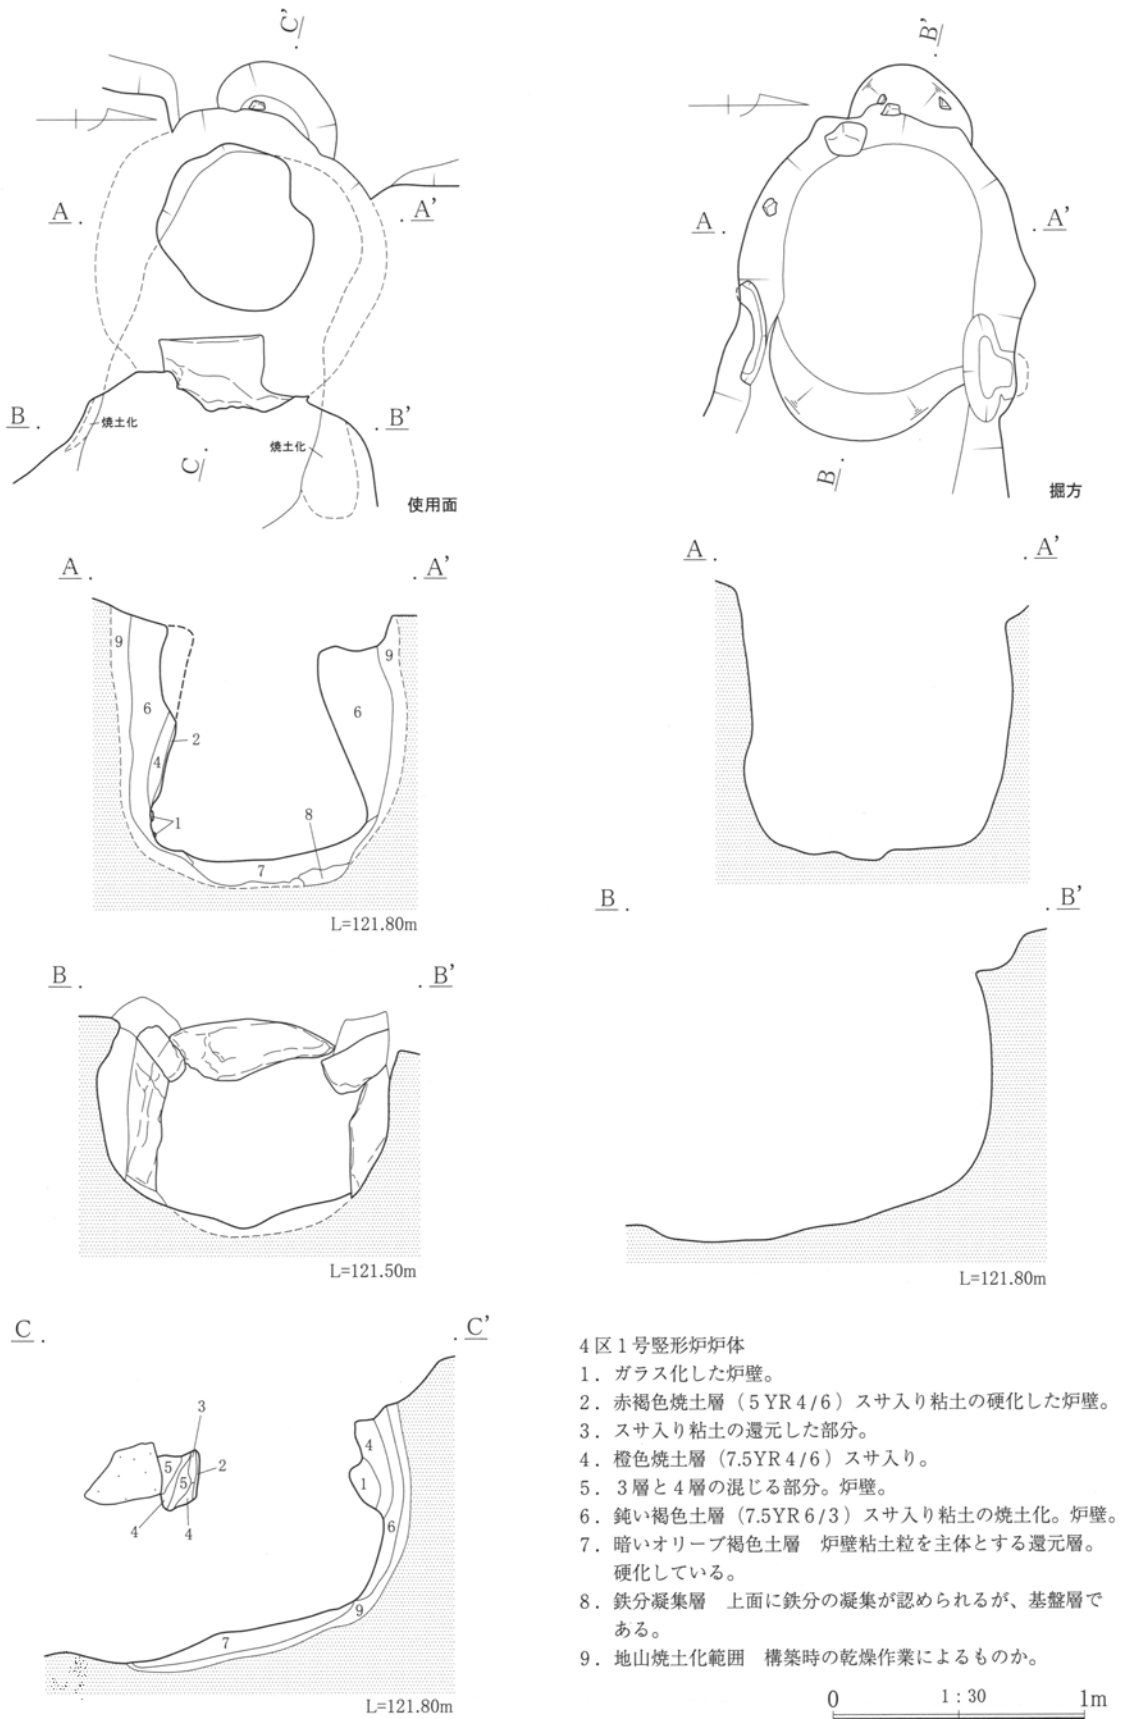 C'
A .
. A'
B .
焼土化
焼土化
. B'
C .
使用面
B'
A .
. A'
B .
掘方
A .
. A'
9
9
6
6
2
4
8
1
7
L=121.80m
A .
. A'
B .
. B'
L=121.50m
B .
. B'
L=121.80m
C .
. C'
3
4
5
2
5
1
4
4
6
9
7
L=121.80m
4区1号竪形炉炉体
1. ガラス化した炉壁。
2. 赤褐色焼土層（5YR4/6）スサ入り粘土の硬化した炉壁。
3. スサ入り粘土の還元した部分。
4. 橙色焼土層（7.5YR4/6）スサ入り。
5. 3層と4層の混じる部分。炉壁。
6. 鈍い褐色土層（7.5YR6/3）スサ入り粘土の焼土化。炉壁。
7. 暗いオリーブ褐色土層　炉壁粘土粒を主体とする還元層。
硬化している。
8. 鉄分凝集層　上面に鉄分の凝集が認められるが、基盤層で
ある。
9. 地山焼土化範囲　構築時の乾燥作業によるものか。
0 1：30 1m